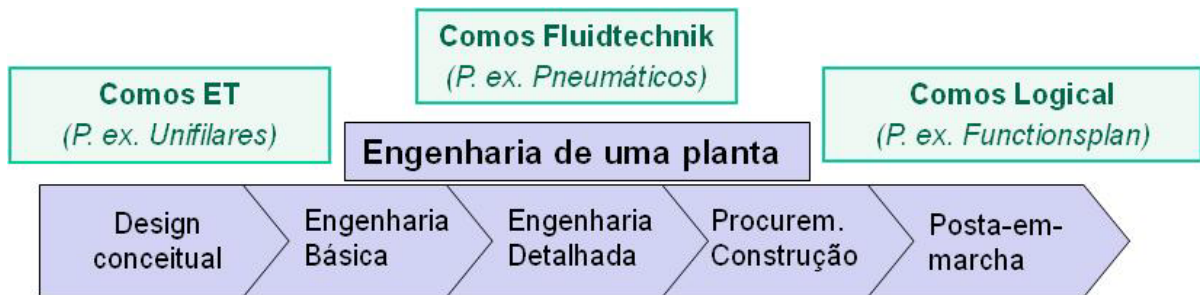 Comos Fluidtechnik
(P. ex. Pneumáticos)
Comos ET
(P. ex. Unifilares)
Comos Logical
(P. ex. Functionsplan)
Engenharia de uma planta
Design
conceitual
Engenharia
Básica
Engenharia
Detalhada
Procurem.
Construção
Posta-em-
marcha